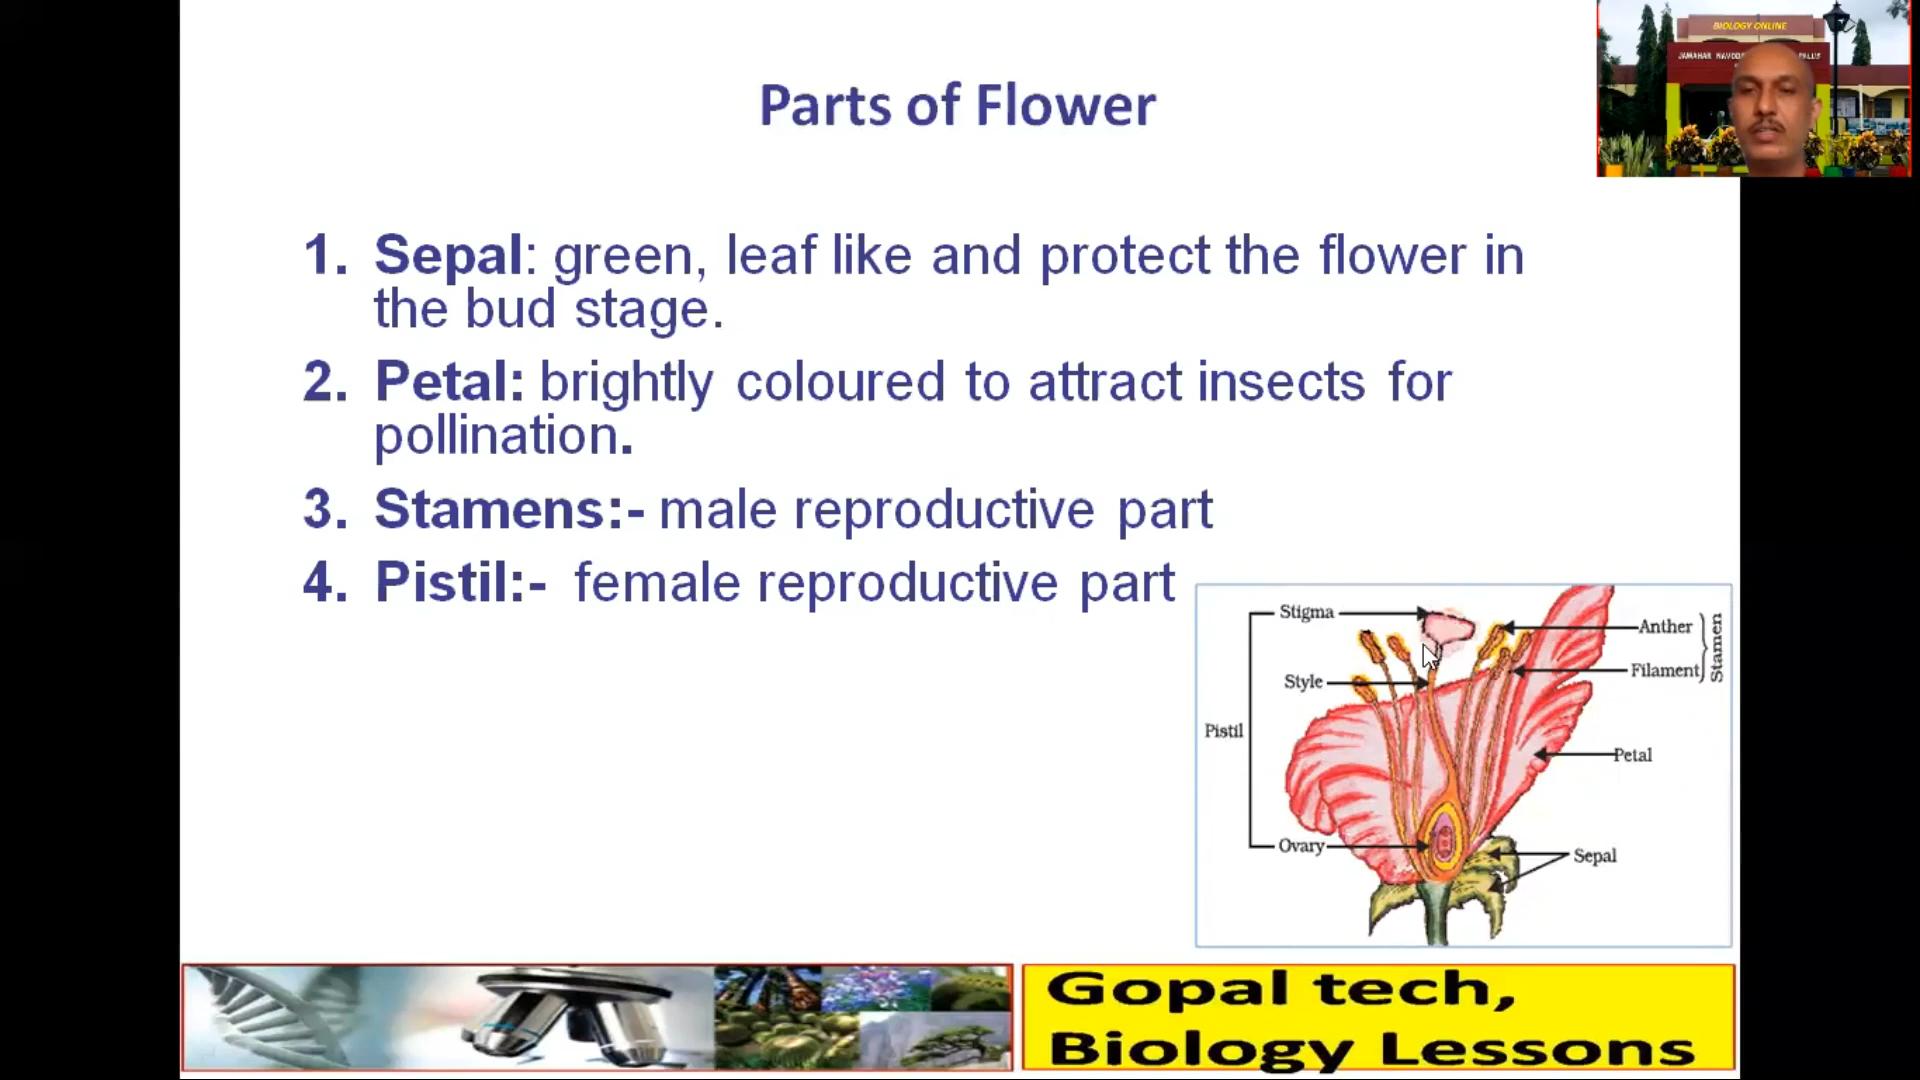 BIOLOGY ONLINE
Parts of Flower
1. Sepal: green, leaf like and protect the flower in
the bud stage.
2. Petal: brightly coloured to attract insects for
pollination.
3. Stamens:- male reproductive part
4. Pistil:- female reproductive part
Stigma
Anther
Stamen
Filament
Style
Pistil
Petal
Ovary
Sepal
Gopal tech,
Biology Lessons